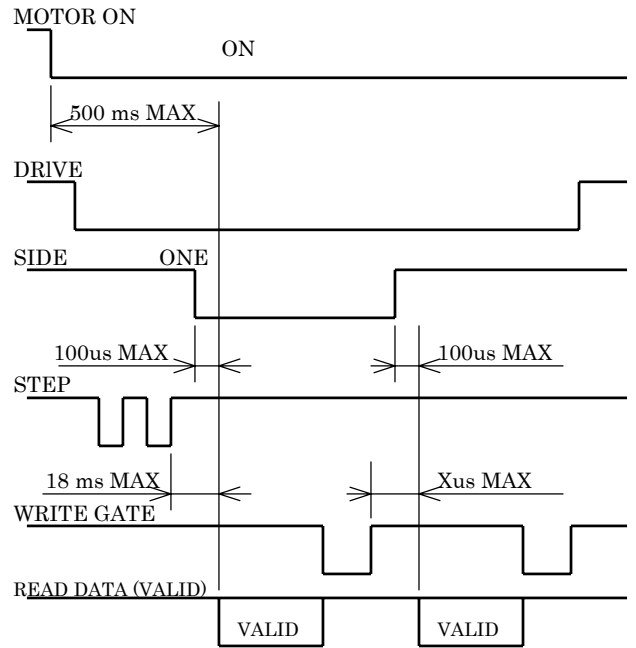 MOTOR ON
ON
500 ms MAX
DRlVE
SIDE ONE
100us MAX 100us MAX
STEP
18 ms MAX Xus MAX
WRITE GATE
READ DATA (VALID)
VALID VALID